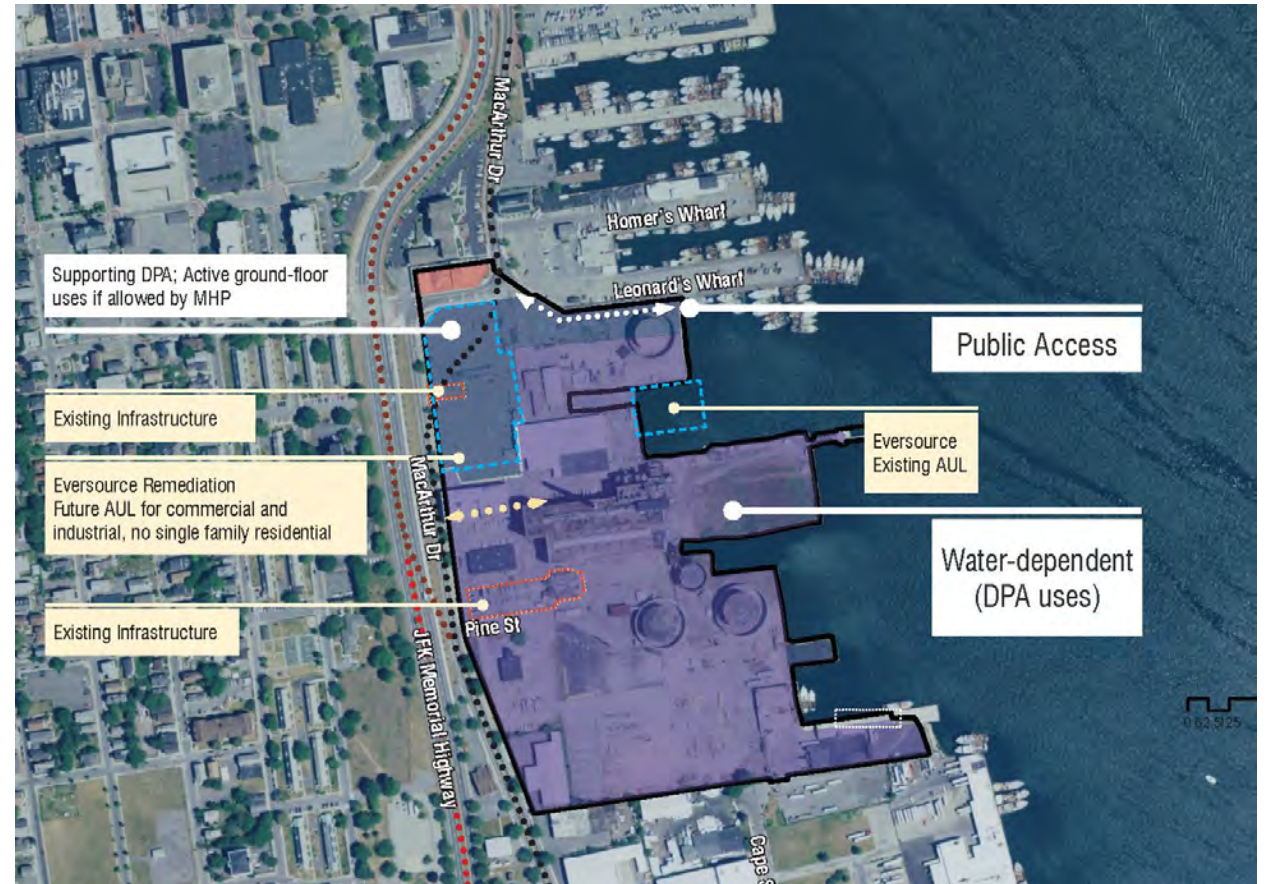 MacArthur Dr
Homer's Wharf
Leonard's Wharf
Supporting DPA; Active ground-floor
uses if allowed by MHP
Public Access
Existing Infrastructure
Eversource
Existing AUL
Eversource Remediation
Future AUL for commercial and
industrial, no single family residential
MacArthur Dr
Water-dependent
(DPA uses)
Existing Infrastructure
Pine St
JFK Memorial Highway
Cape S